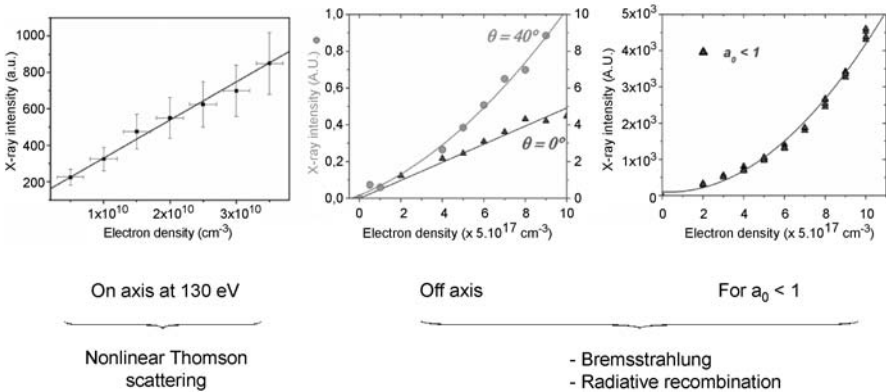 X-ray intensity (a.u.)
1000
800
600
400
200
1x10^10
2x10^10
3x10^10
Electron density (cm^-3)
X-ray intensity (A.U.)
1,0
0,8
0,6
0,4
0,2
0,0
θ = 40º
θ = 0º
10
8
6
4
2
0
0
2
4
6
8
10
Electron density (x 5.10^17 cm^-3)
X-ray intensity (A.U.)
5x10^3
4x10^3
3x10^3
2x10^3
1x10^3
0
a_0 < 1
0
2
4
6
8
10
Electron density (x 5.10^17 cm^-3)
On axis at 130 eV
Off axis
For a_0 < 1
Nonlinear Thomson
scattering
- Bremsstrahlung
- Radiative recombination